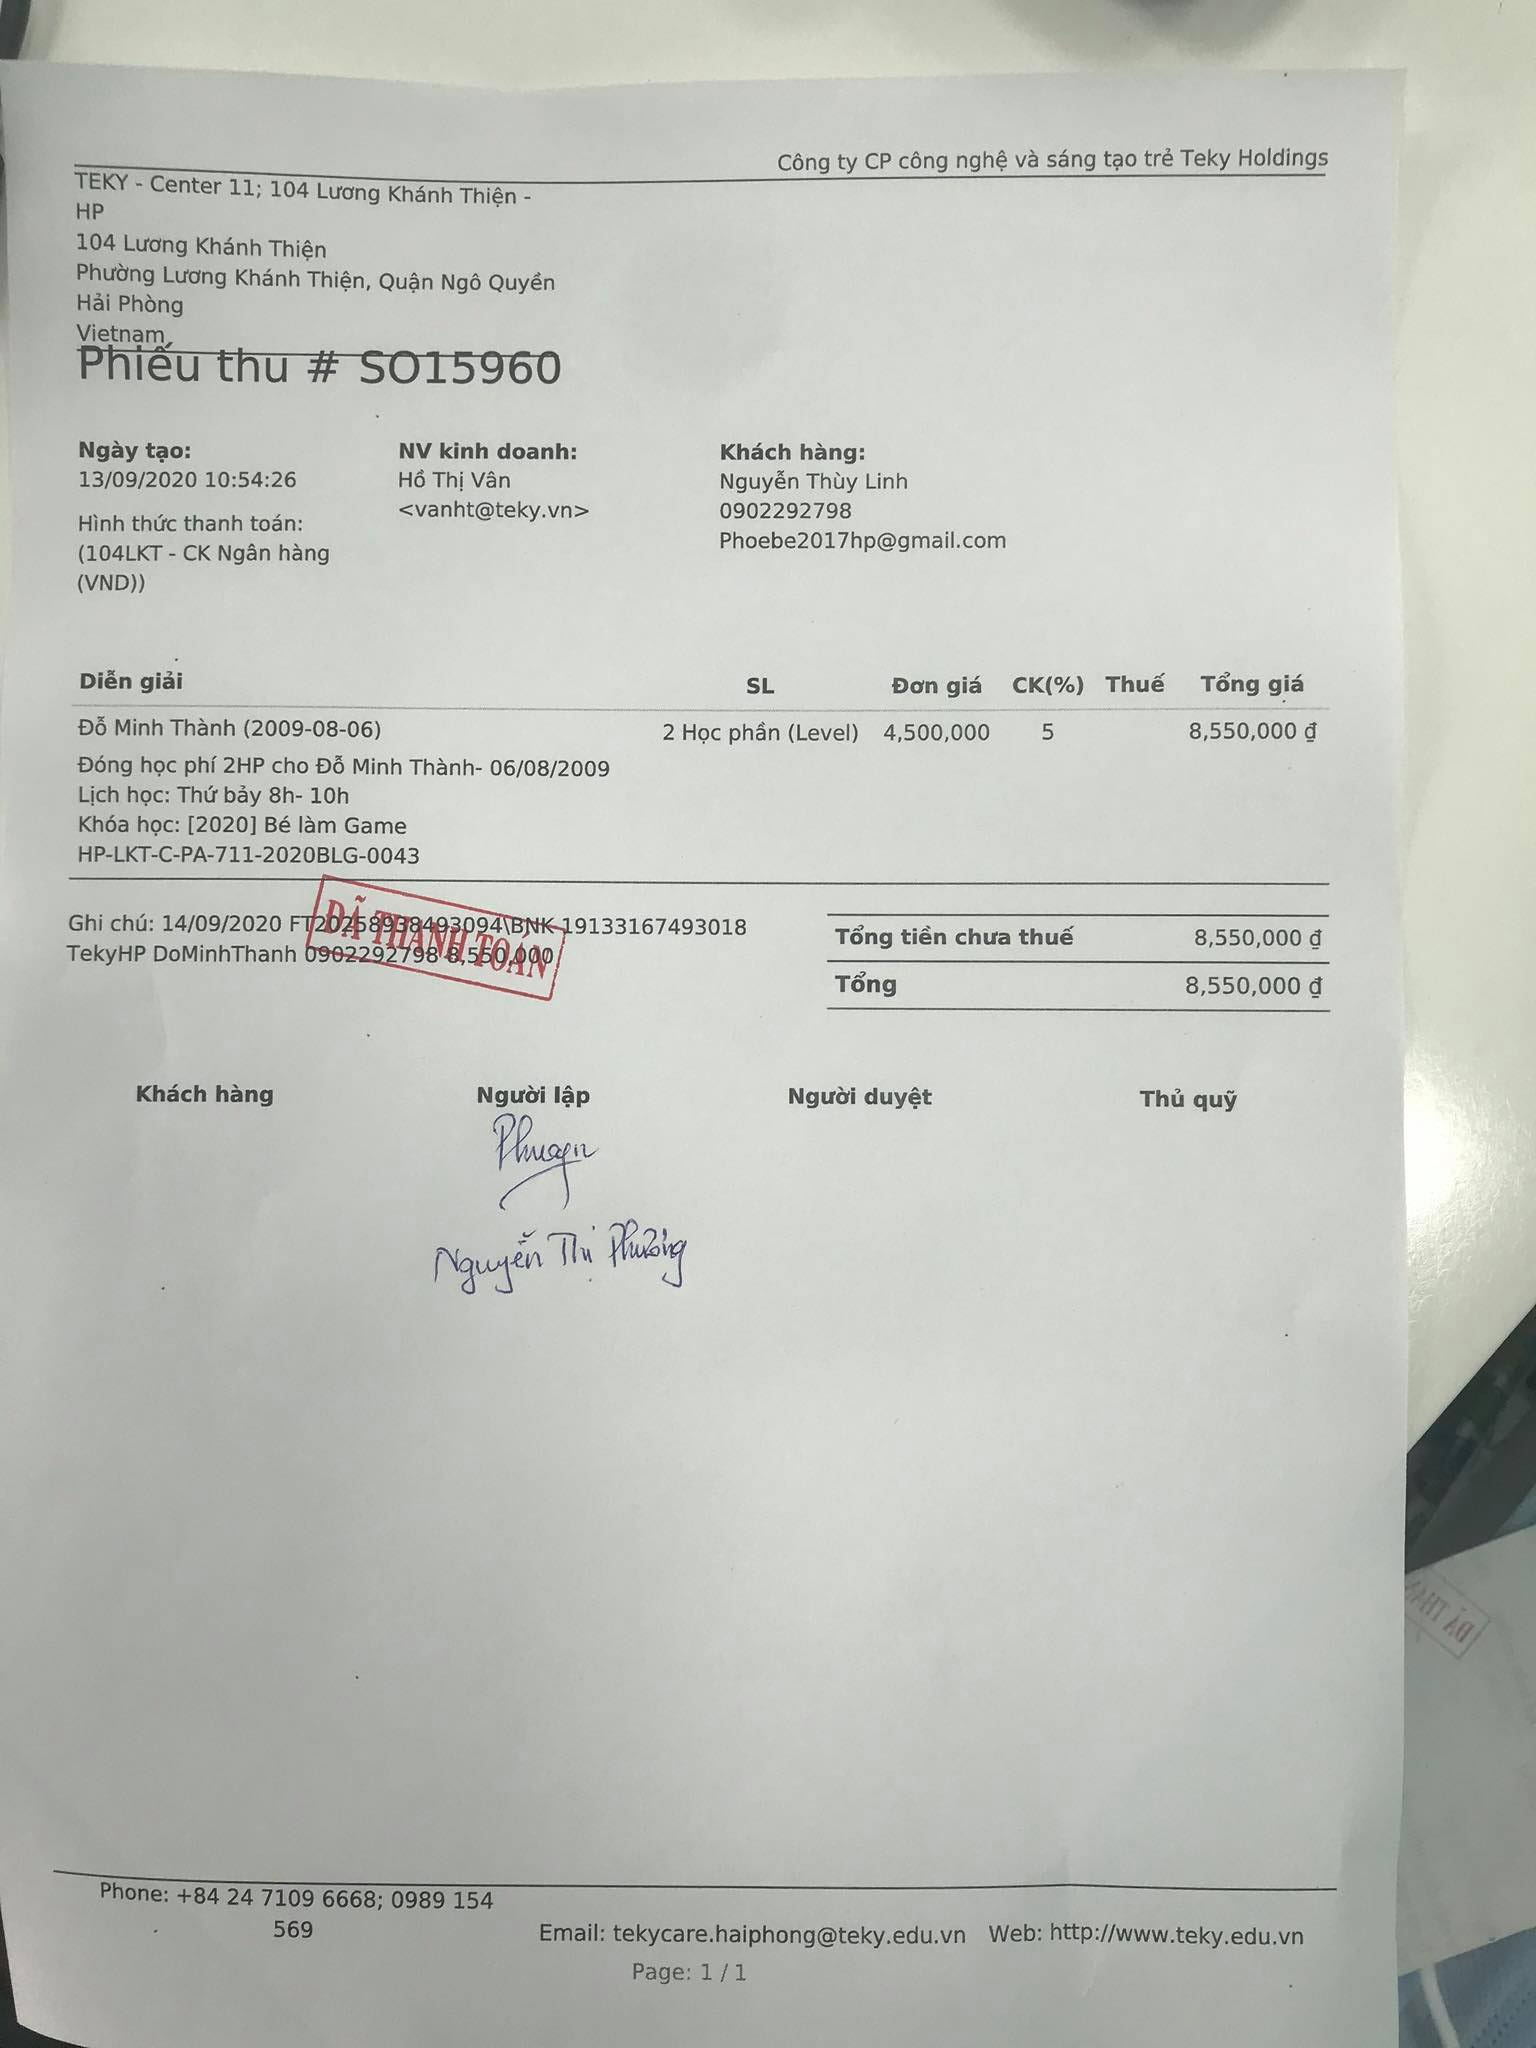 Công ty CP công nghệ và sáng tạo trẻ Teky Holdings
TEKY - Center 11; 104 Lương Khánh Thiện -
HP
104 Lương Khánh Thiện
Phường Lương Khánh Thiện, Quận Ngô Quyền
Hải Phòng
Vietnam
Phiếu thu # SO15960
Ngày tạo: NV kinh doanh: Khách hàng:
13/09/2020 10:54:26 Hồ Thị Vân Nguyễn Thùy Linh
<vanht@teky.vn> 0902292798
Hình thức thanh toán: Phoebe2017hp@gmail.com
(104LKT - CK Ngân hàng
(VND))
Diễn giải SL Đơn giá CK(%) Thuế Tổng giá
Đỗ Minh Thành (2009-08-06) 2 Học phần (Level) 4,500,000 5 8,550,000 ₫
Đóng học phí 2HP cho Đỗ Minh Thành- 06/08/2009
Lịch học: Thứ bảy 8h- 10h
Khóa học: [2020] Bé làm Game
HP-LKT-C-PA-711-2020BLG-0043
Ghi chú: 14/09/2020 FT20258938493094\BNK 19133167493018
TekyHP DoMinhThanh 0902292798 8,550,000
ĐÃ THANH TOÁN
Tổng tiền chưa thuế 8,550,000 ₫
Tổng 8,550,000 ₫
Khách hàng Người lập Người duyệt Thủ quỹ
Nguyễn Thị Phương
ĐÃ THA
Phone: +84 24 7109 6668; 0989 154
569 Email: tekycare.haiphong@teky.edu.vn Web: http://www.teky.edu.vn
Page: 1 / 1